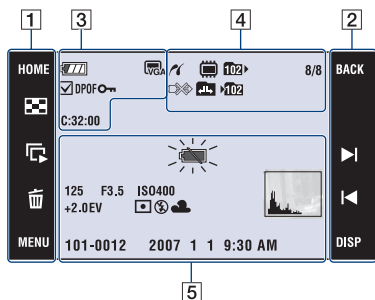 1 3 4 2
HOME VGA 102 8/8 BACK
DPOF 102
C:32:00
125 F3.5 ISO400
+2.0EV
MENU 101-0012 2007 1 1 9:30 AM DISP
5